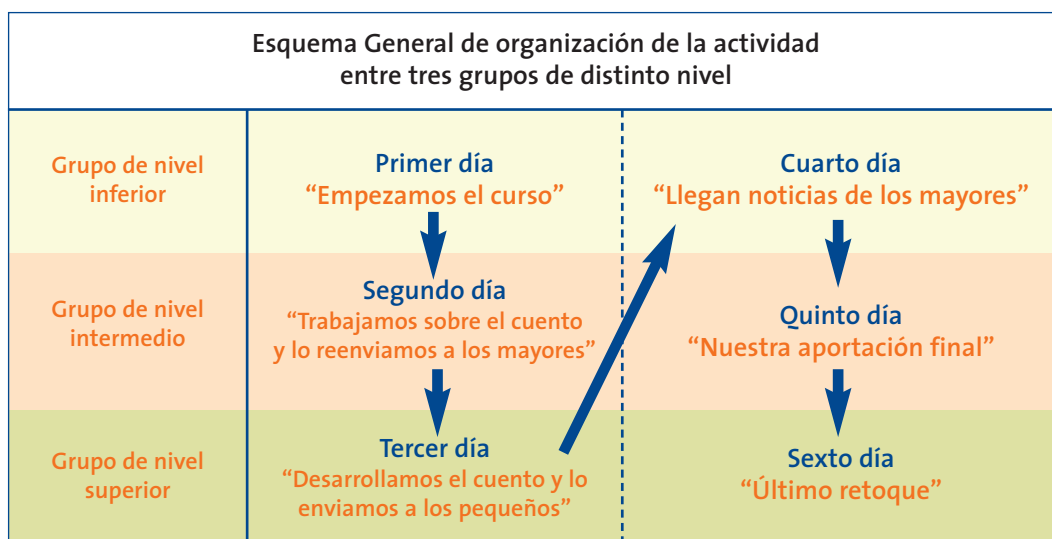 Esquema General de organización de la actividad
entre tres grupos de distinto nivel
Grupo de nivel
inferior
Primer día
“Empezamos el curso”
Cuarto día
“Llegan noticias de los mayores”
Grupo de nivel
intermedio
Segundo día
“Trabajamos sobre el cuento
y lo reenviamos a los mayores”
Quinto día
“Nuestra aportación final”
Grupo de nivel
superior
Tercer día
“Desarrollamos el cuento y lo
enviamos a los pequeños”
Sexto día
“Último retoque”